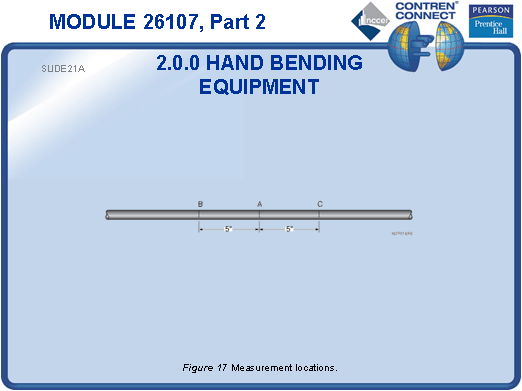 MODULE 26107, Part 2
nccer
CONTREN®
CONNECT
PEARSON
Prentice
Hall
SLIDE 21A
2.0.0 HAND BENDING
EQUIPMENT
B A C
5" 5"
Figure 17 Measurement locations.